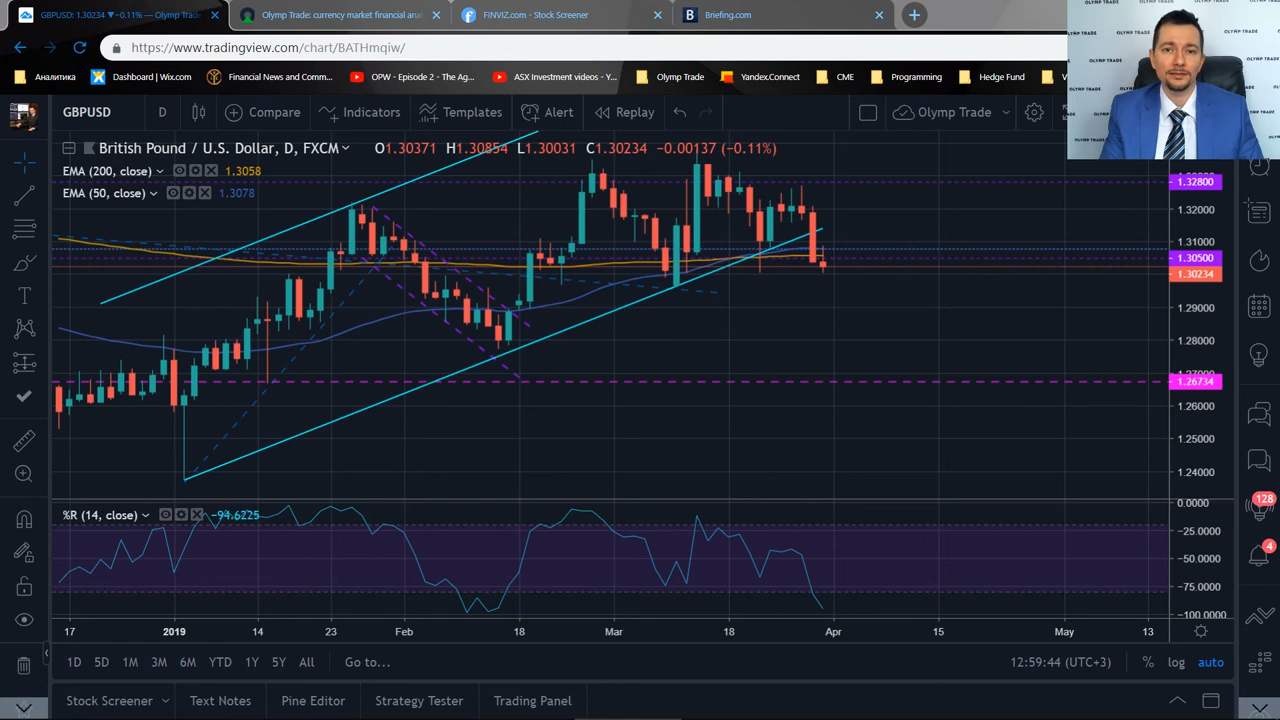 GBPUSD: 1.30234 ▼−0.11% — Olymp Trade
Olymp Trade: currency market financial anal
FINVIZ.com - Stock Screener
Briefing.com
https://www.tradingview.com/chart/BATHmqiw/
Аналитика
Dashboard | Wix.com
Financial News and Comm...
OPW - Episode 2 - The Ag...
ASX Investment videos - Y...
Olymp Trade
Yandex.Connect
CME
Programming
Hedge Fund
OLYMP TRADE
GBPUSD
D
Compare
Indicators
Templates
Alert
Replay
Olymp Trade
British Pound / U.S. Dollar, D, FXCM
.30371 H1.30854 L1.30031 C1.30234 −0.00137 (−0.11%)
EMA (200, close) 1.3058
EMA (50, close) 1.3078
1.32800
1.32000
1.31000
1.30500
1.30234
1.29000
1.28000
1.26734
1.26000
1.25000
1.24000
%R (14, close) −94.6225
0.0000
−25.0000
−50.0000
−75.0000
−100.0000
128
4
17
2019
14
23
Feb
18
Mar
18
Apr
15
May
13
1D 5D 1M 3M 6M YTD 1Y 5Y All
Go to...
12:59:44 (UTC+3)
% log auto
Stock Screener
Text Notes
Pine Editor
Strategy Tester
Trading Panel